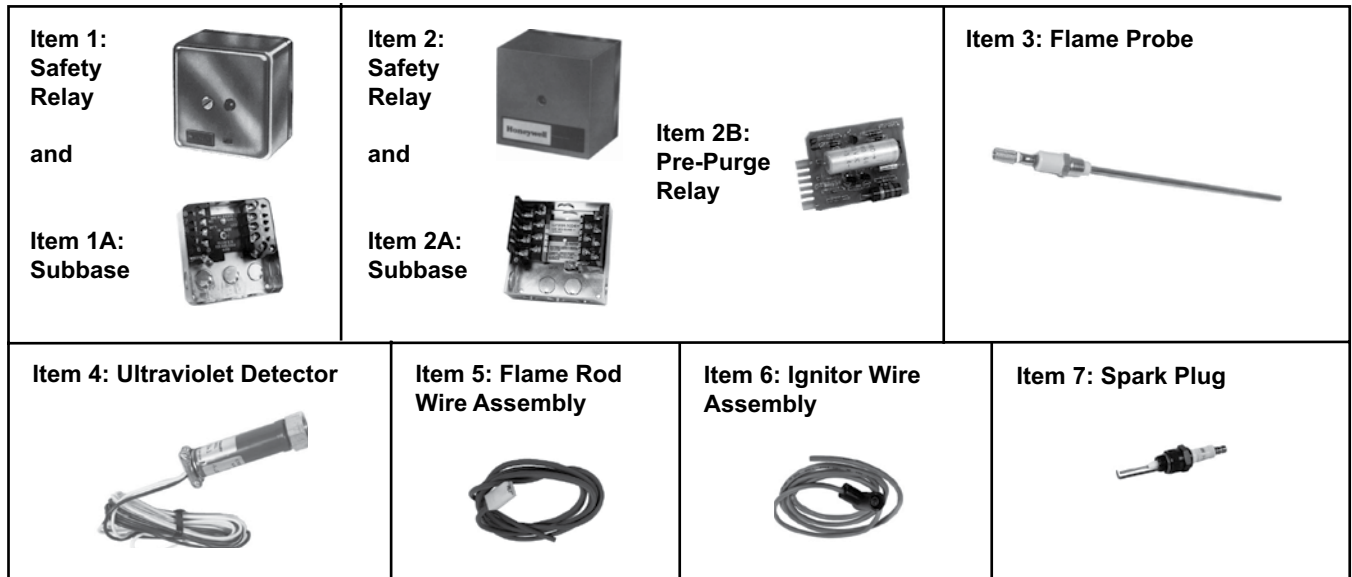 Item 1:
Safety
Relay
and
Item 1A:
Subbase
Item 2:
Safety
Relay
and
Item 2A:
Subbase
Honeywell
Item 2B:
Pre-Purge
Relay
Item 3: Flame Probe
Item 4: Ultraviolet Detector
Item 5: Flame Rod
Wire Assembly
Item 6: Ignitor Wire
Assembly
Item 7: Spark Plug